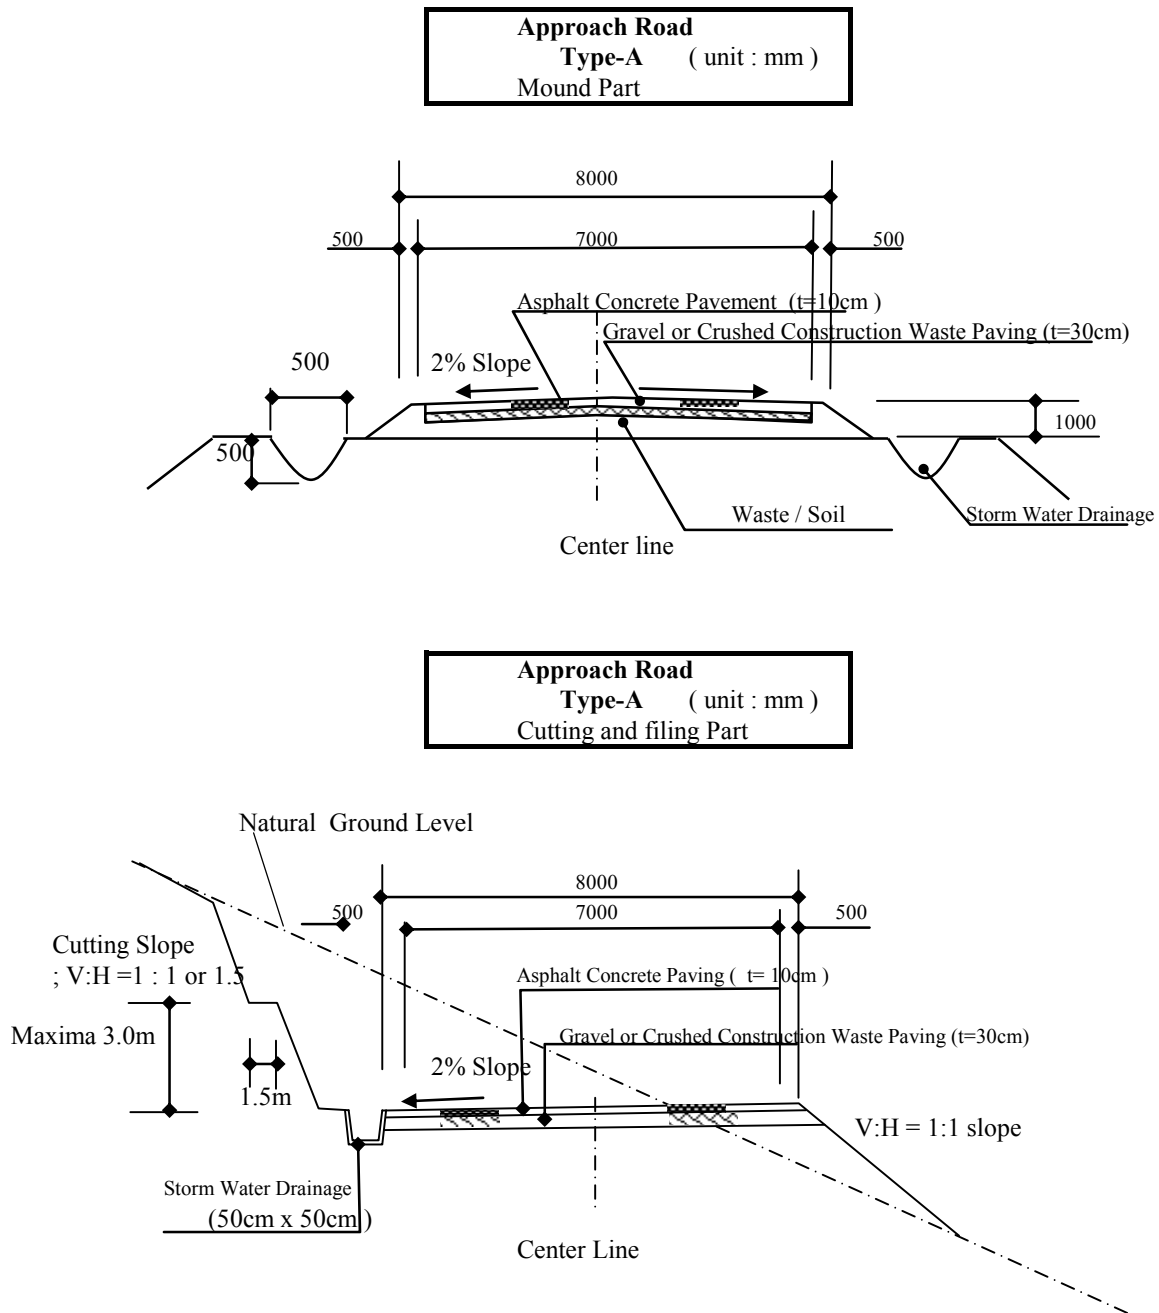 Approach Road
Type-A ( unit : mm )
Mound Part
8000
500
7000
500
Asphalt Concrete Pavement (t=10cm )
Gravel or Crushed Construction Waste Paving (t=30cm)
500
2% Slope
1000
500
Waste / Soil
Storm Water Drainage
Center line
Approach Road
Type-A ( unit : mm )
Cutting and filing Part
Natural Ground Level
8000
500
7000
500
Cutting Slope
; V:H =1 : 1 or 1.5
Asphalt Concrete Paving ( t= 10cm )
Maxima 3.0m
Gravel or Crushed Construction Waste Paving (t=30cm)
2% Slope
1.5m
V:H = 1:1 slope
Storm Water Drainage
(50cm x 50cm )
Center Line